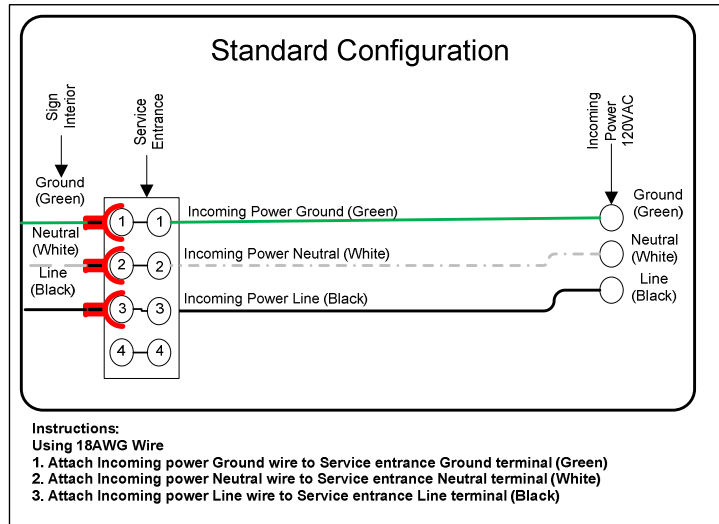 Standard Configuration
Sign
Interior
Service
Entrance
Incoming
Power
120VAC
Ground
(Green)
Neutral
(White)
Line
(Black)
1 1
2 2
3 3
4 4
Incoming Power Ground (Green)
Incoming Power Neutral (White)
Incoming Power Line (Black)
Ground
(Green)
Neutral
(White)
Line
(Black)
Instructions:
Using 18AWG Wire
1. Attach Incoming power Ground wire to Service entrance Ground terminal (Green)
2. Attach Incoming power Neutral wire to Service entrance Neutral terminal (White)
3. Attach Incoming power Line wire to Service entrance Line terminal (Black)